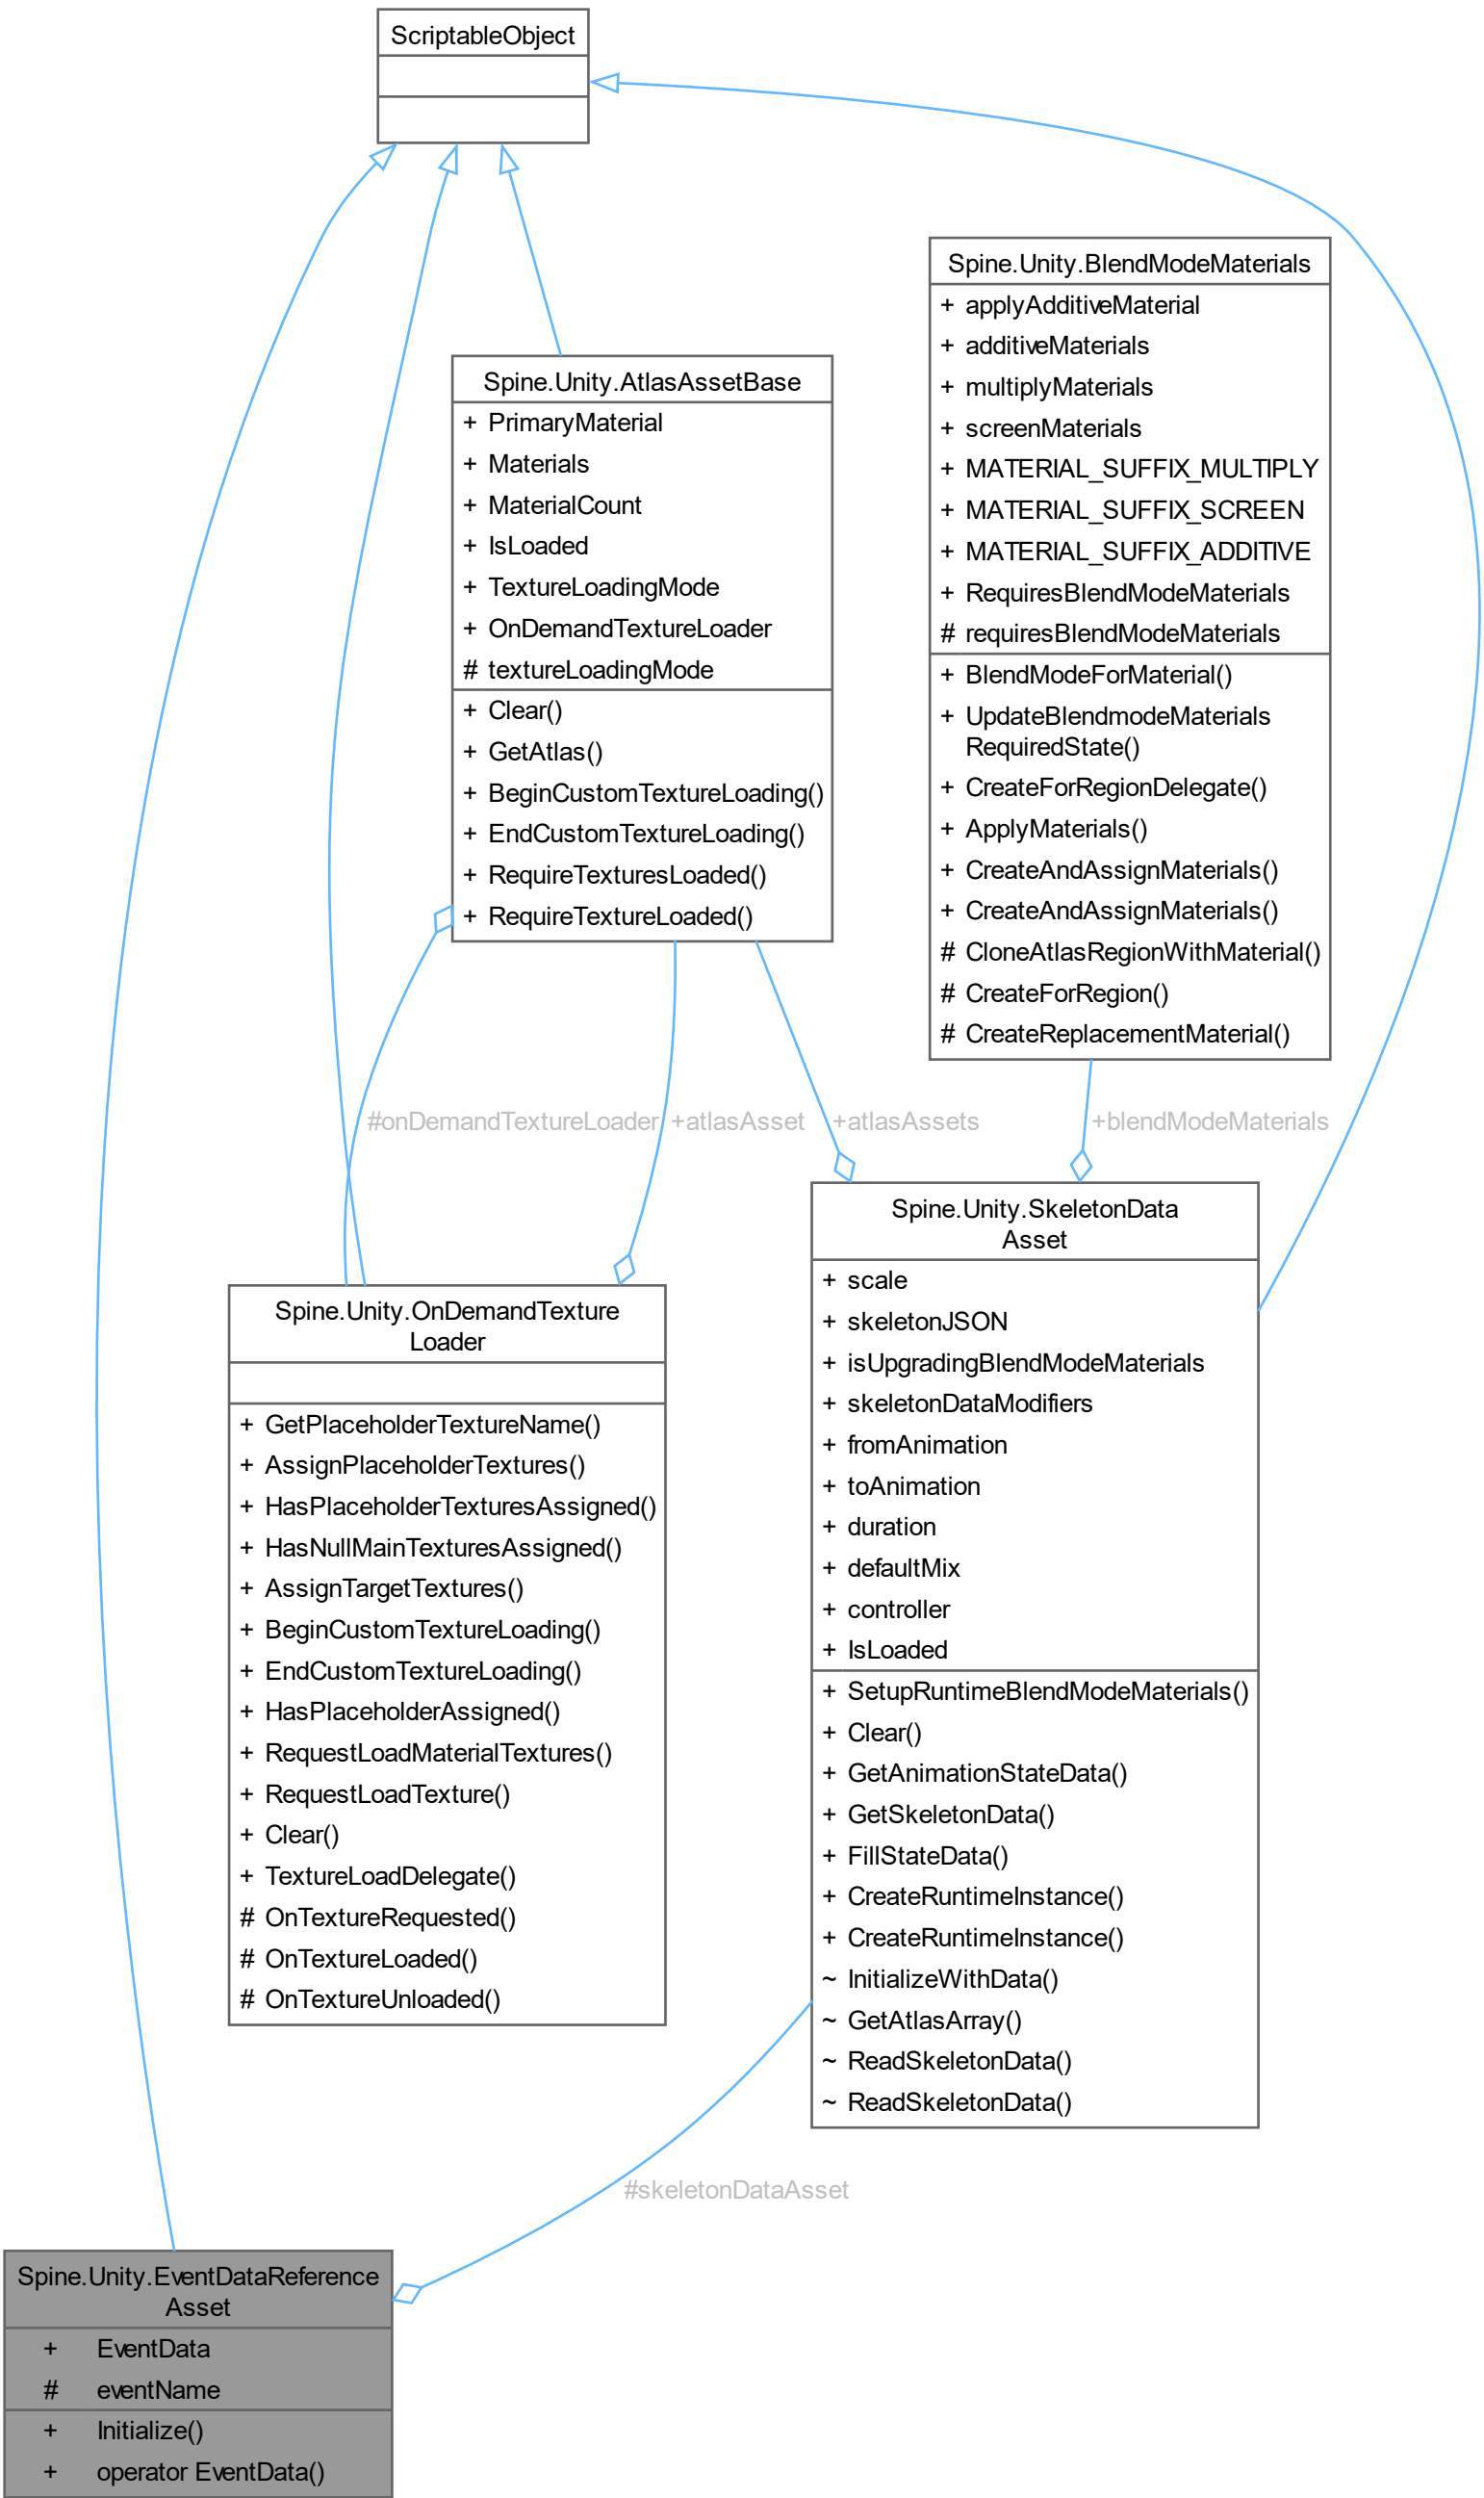 ScriptableObject
Spine.Unity.BlendModeMaterials
+ applyAdditiveMaterial
+ additiveMaterials
+ multiplyMaterials
+ screenMaterials
+ MATERIAL_SUFFIX_MULTIPLY
+ MATERIAL_SUFFIX_SCREEN
+ MATERIAL_SUFFIX_ADDITIVE
+ RequiresBlendModeMaterials
# requiresBlendModeMaterials
+ BlendModeForMaterial()
+ UpdateBlendmodeMaterials
RequiredState()
+ CreateForRegionDelegate()
+ ApplyMaterials()
+ CreateAndAssignMaterials()
+ CreateAndAssignMaterials()
# CloneAtlasRegionWithMaterial()
# CreateForRegion()
# CreateReplacementMaterial()
Spine.Unity.AtlasAssetBase
+ PrimaryMaterial
+ Materials
+ MaterialCount
+ IsLoaded
+ TextureLoadingMode
+ OnDemandTextureLoader
# textureLoadingMode
+ Clear()
+ GetAtlas()
+ BeginCustomTextureLoading()
+ EndCustomTextureLoading()
+ RequireTexturesLoaded()
+ RequireTextureLoaded()
#onDemandTextureLoader
+atlasAsset
+atlasAssets
+blendModeMaterials
Spine.Unity.SkeletonData
Asset
+ scale
+ skeletonJSON
+ isUpgradingBlendModeMaterials
+ skeletonDataModifiers
+ fromAnimation
+ toAnimation
+ duration
+ defaultMix
+ controller
+ IsLoaded
+ SetupRuntimeBlendModeMaterials()
+ Clear()
+ GetAnimationStateData()
+ GetSkeletonData()
+ FillStateData()
+ CreateRuntimeInstance()
+ CreateRuntimeInstance()
~ InitializeWithData()
~ GetAtlasArray()
~ ReadSkeletonData()
~ ReadSkeletonData()
Spine.Unity.OnDemandTexture
Loader
+ GetPlaceholderTextureName()
+ AssignPlaceholderTextures()
+ HasPlaceholderTexturesAssigned()
+ HasNullMainTexturesAssigned()
+ AssignTargetTextures()
+ BeginCustomTextureLoading()
+ EndCustomTextureLoading()
+ HasPlaceholderAssigned()
+ RequestLoadMaterialTextures()
+ RequestLoadTexture()
+ Clear()
+ TextureLoadDelegate()
# OnTextureRequested()
# OnTextureLoaded()
# OnTextureUnloaded()
#skeletonDataAsset
Spine.Unity.EventDataReference
Asset
+ EventData
# eventName
+ Initialize()
+ operator EventData()